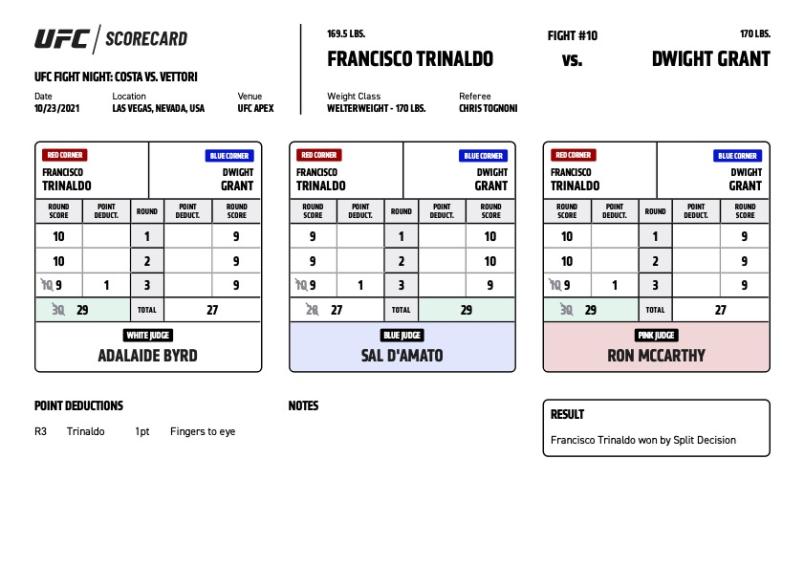 UFC / SCORECARD
UFC FIGHT NIGHT: COSTA VS. VETTORI
Date Location Venue
10/23/2021 LAS VEGAS, NEVADA, USA UFC APEX
169.5 LBS. FIGHT #10 170 LBS.
FRANCISCO TRINALDO VS. DWIGHT GRANT
Weight Class Referee
WELTERWEIGHT - 170 LBS. CHRIS TOGNONI
RED CORNER BLUE CORNER
FRANCISCO DWIGHT
TRINALDO GRANT
ROUND SCORE POINT DEDUCT. ROUND POINT DEDUCT. ROUND SCORE
10 1 9
10 2 9
10 9 1 3 9
30 29 TOTAL 27
WHITE JUDGE
ADALAIDE BYRD
RED CORNER BLUE CORNER
FRANCISCO DWIGHT
TRINALDO GRANT
ROUND SCORE POINT DEDUCT. ROUND POINT DEDUCT. ROUND SCORE
9 1 10
9 2 10
10 9 1 3 9
28 27 TOTAL 29
BLUE JUDGE
SAL D'AMATO
RED CORNER BLUE CORNER
FRANCISCO DWIGHT
TRINALDO GRANT
ROUND SCORE POINT DEDUCT. ROUND POINT DEDUCT. ROUND SCORE
10 1 9
10 2 9
10 9 1 3 9
30 29 TOTAL 27
PINK JUDGE
RON MCCARTHY
POINT DEDUCTIONS
R3 Trinaldo 1pt Fingers to eye
NOTES
RESULT
Francisco Trinaldo won by Split Decision